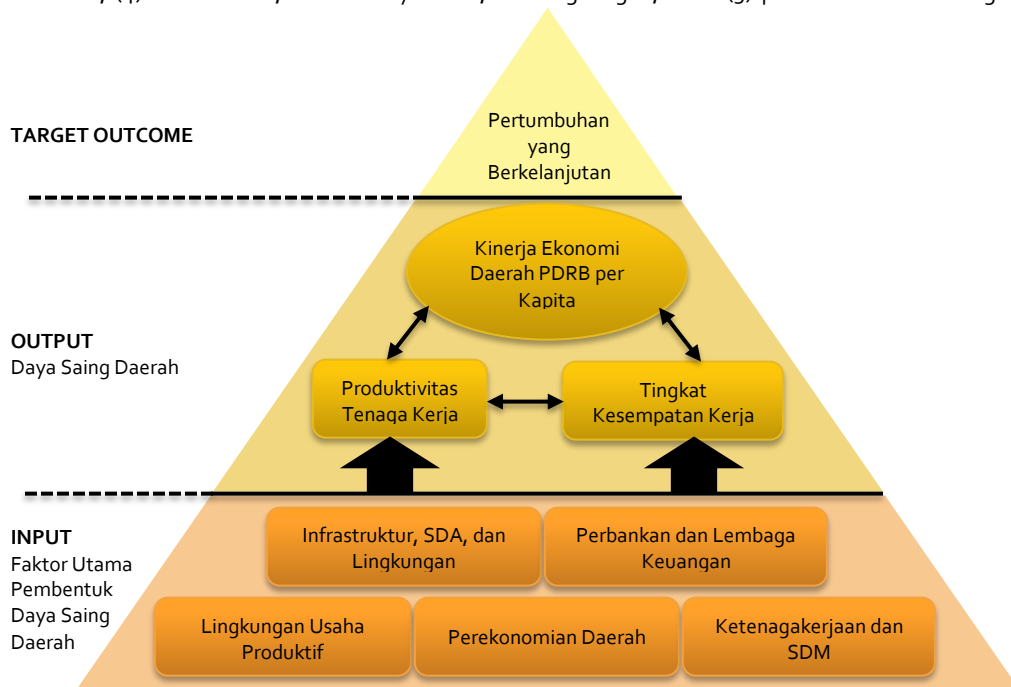 Pertumbuhan
yang
Berkelanjutan
TARGET OUTCOME
Kinerja Ekonomi
Daerah PDRB per
Kapita
OUTPUT
Daya Saing Daerah
Produktivitas
Tenaga Kerja
Tingkat
Kesempatan Kerja
INPUT
Faktor Utama
Pembentuk
Daya Saing
Daerah
Infrastruktur, SDA, dan
Lingkungan
Perbankan dan Lembaga
Keuangan
Lingkungan Usaha
Produktif
Perekonomian Daerah
Ketenagakerjaan dan
SDM